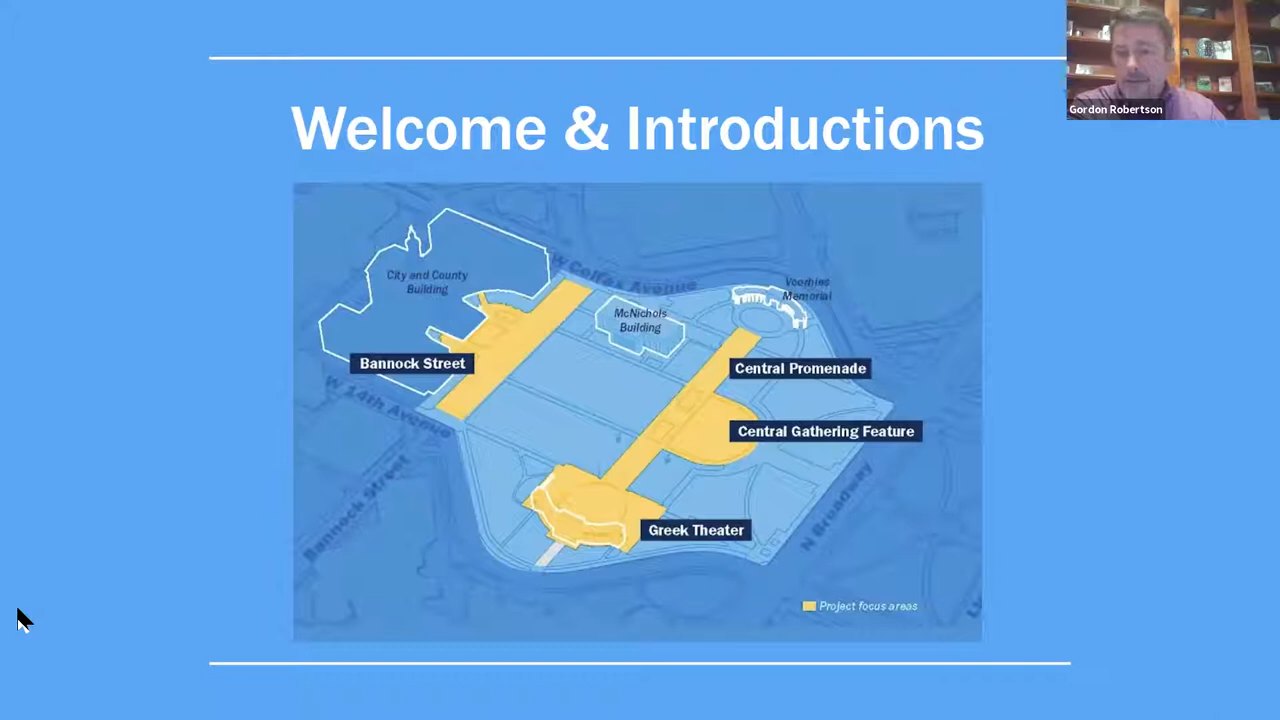 Gordon Robertson
Welcome & Introductions
City and County
Building
W Colfax Avenue
McNichols
Building
Voorhies
Memorial
Bannock Street
Central Promenade
W 14th Avenue
Central Gathering Feature
Bannock Street
N Broadway
Greek Theater
Project focus areas